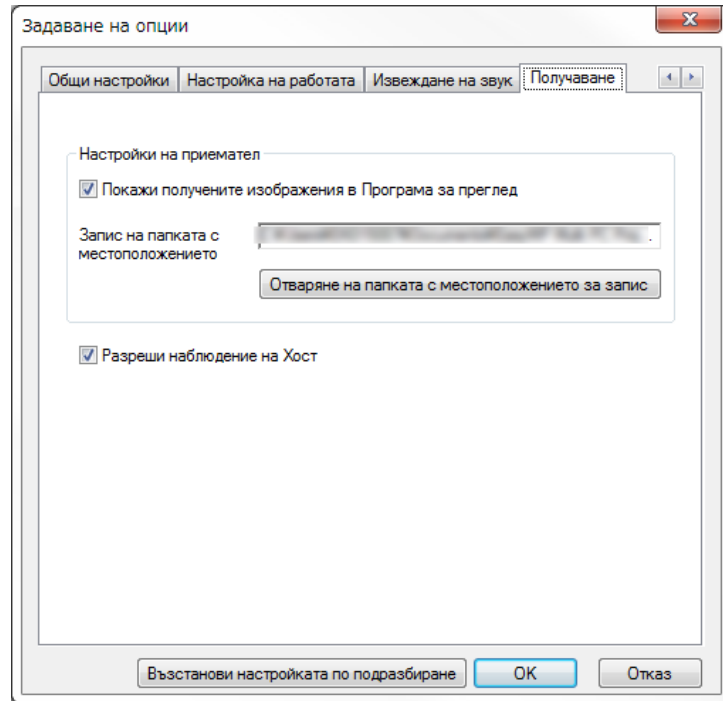 Задаване на опции
Общи настройки Настройка на работата Извеждане на звук Получаване
Настройки на приемател
Покажи получените изображения в Програма за преглед
Запис на папката с
местоположението
Отваряне на папката с местоположението за запис
Разреши наблюдение на Хост
Възстанови настройката по подразбиране OK Отказ